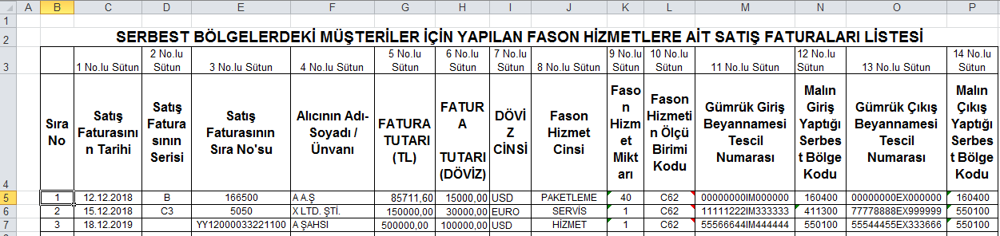 A B C D E F G H I J K L M N O P
1
2 SERBEST BÖLGELERDEKİ MÜŞTERİLER İÇİN YAPILAN FASON HİZMETLERE AİT SATIŞ FATURALARI LİSTESİ
3 1 No.lu Sütun 2 No.lu Sütun 3 No.lu Sütun 4 No.lu Sütun 5 No.lu Sütun 6 No.lu Sütun 7 No.lu Sütun 8 No.lu Sütun 9 No.lu Sütun 10 No.lu Sütun 11 No.lu Sütun 12 No.lu Sütun 13 No.lu Sütun 14 No.lu Sütun
4 Sıra No Satış Faturasının Tarihi Satış Faturasının Serisi Satış Faturasının Sıra No'su Alıcının Adı-Soyadı / Ünvanı FATURA TUTARI (TL) FATURA TUTARI (DÖVİZ) DÖVİZ CİNSİ Fason Hizmet Cinsi Fason Hizmet Miktarı Fason Hizmetin Ölçü Birimi Kodu Gümrük Giriş Beyannamesi Tescil Numarası Malın Giriş Yaptığı Serbest Bölge Kodu Gümrük Çıkış Beyannamesi Tescil Numarası Malın Çıkış Yaptığı Serbest Bölge Kodu
5 1 12.12.2018 B 166500 A A.Ş 85711,60 15000,00 USD PAKETLEME 40 C62 00000000IM000000 160400 00000000EX000000 160400
6 2 15.12.2018 C3 5050 X LTD. ŞTİ. 150000,00 30000,00 EURO SERVİS 1 C62 11111222IM333333 411300 77778888EX999999 550100
7 3 18.12.2019 YY12000033221100 A ŞAHSI 500000,00 100000,00 USD HİZMET 1 C62 55566644IM444444 550100 55544455EX333666 550100